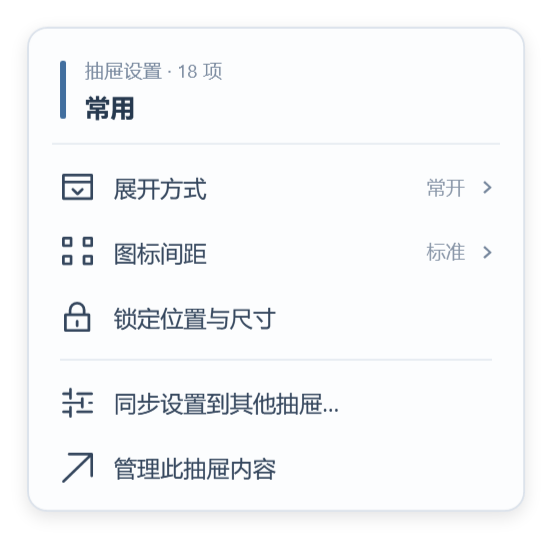 抽屉设置 · 18 项
常用
展开方式 常开
图标间距 标准
锁定位置与尺寸
同步设置到其他抽屉...
管理此抽屉内容